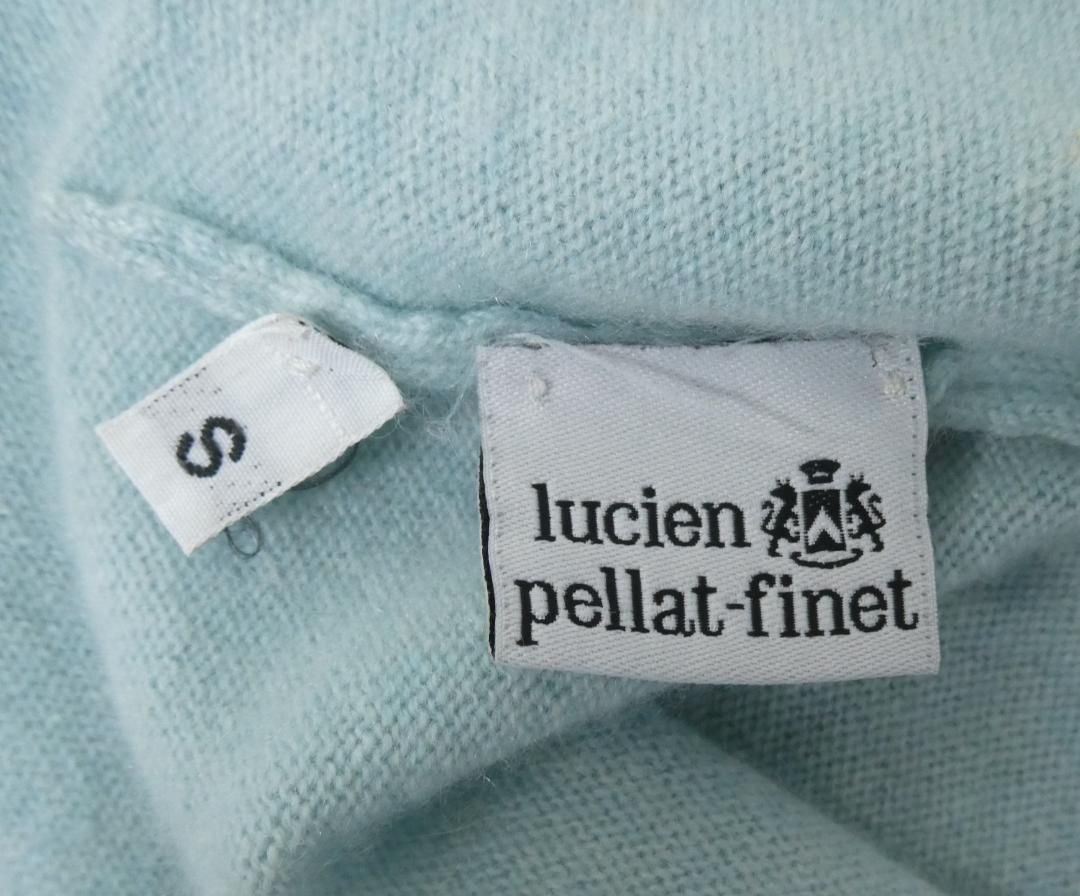 S
lucien
pellat-finet